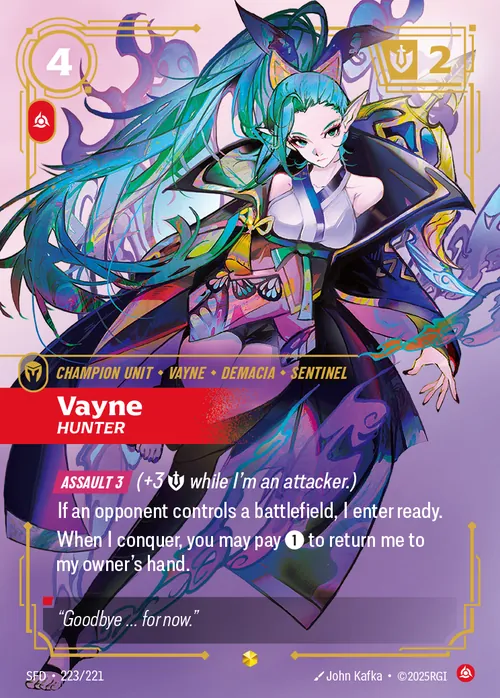 4
2
CHAMPION UNIT • VAYNE • DEMACIA • SENTINEL
Vayne
HUNTER
ASSAULT 3 (+3 while I'm an attacker.)
If an opponent controls a battlefield, I enter ready.
When I conquer, you may pay 1 to return me to
my owner's hand.
"Goodbye ... for now."
SFD • 223/221
John Kafka • ©2025RGI